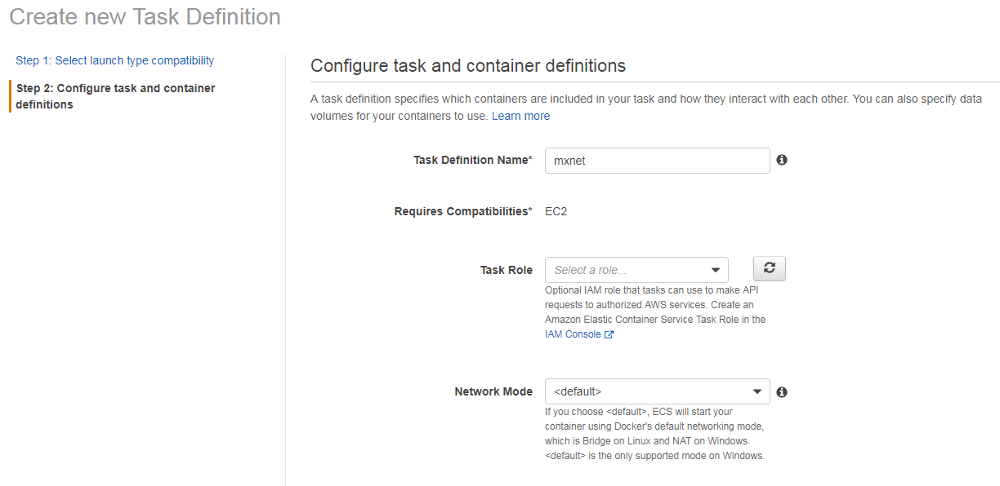 Create new Task Definition
Step 1: Select launch type compatibility
Step 2: Configure task and container
definitions
Configure task and container definitions
A task definition specifies which containers are included in your task and how they interact with each other. You can also specify data
volumes for your containers to use. Learn more
Task Definition Name* mxnet
Requires Compatibilities* EC2
Task Role Select a role...
Optional IAM role that tasks can use to make API
requests to authorized AWS services. Create an
Amazon Elastic Container Service Task Role in the
IAM Console
Network Mode <default>
If you choose <default>, ECS will start your
container using Docker's default networking mode,
which is Bridge on Linux and NAT on Windows.
<default> is the only supported mode on Windows.